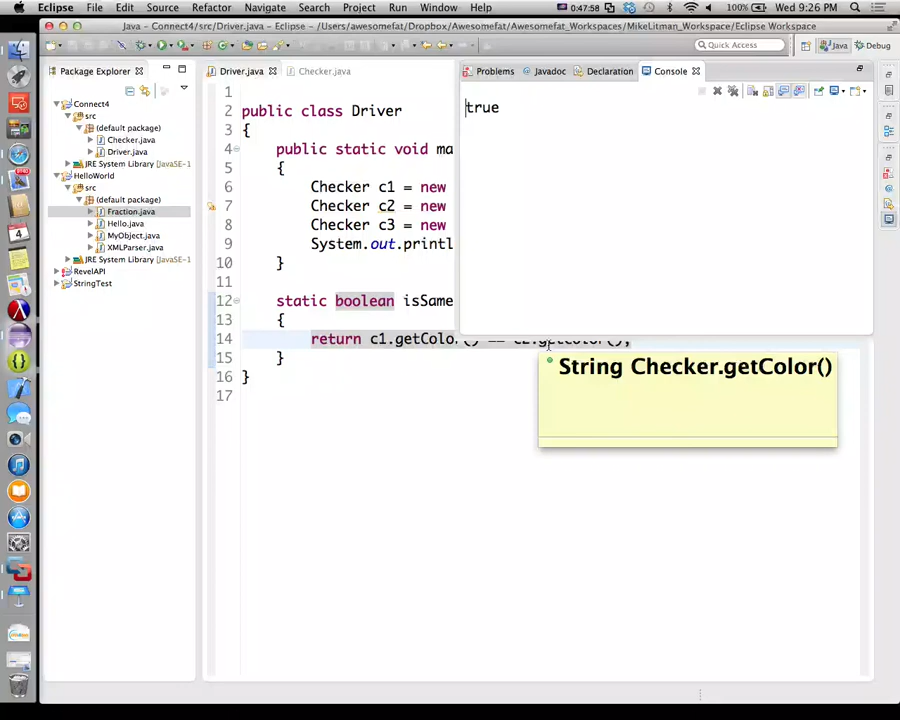 Eclipse File Edit Source Refactor Navigate Search Project Run Window Help 0:47:58 100% Wed 9:26 PM
Java - Connect4/src/Driver.java - Eclipse - /Users/awesomefat/Dropbox/Awesomefat_Workspaces/MikeLitman_Workspace/Eclipse Workspace
Quick Access Java Debug
Package Explorer
Connect4
src
(default package)
Checker.java
Driver.java
JRE System Library [JavaSE-1
HelloWorld
src
(default package)
Fraction.java
Hello.java
MyObject.java
XMLParser.java
JRE System Library [JavaSE-1
RevelAPI
StringTest
Driver.java Checker.java
1
2 public class Driver
3 {
4 public static void ma
5 {
6 Checker c1 = new
7 Checker c2 = new
8 Checker c3 = new
9 System.out.printl
10 }
11
12 static boolean isSame
13 {
14 return c1.getColor() == c2.getColor();
15 }
16 }
17
Problems Javadoc Declaration Console
true
String Checker.getColor()